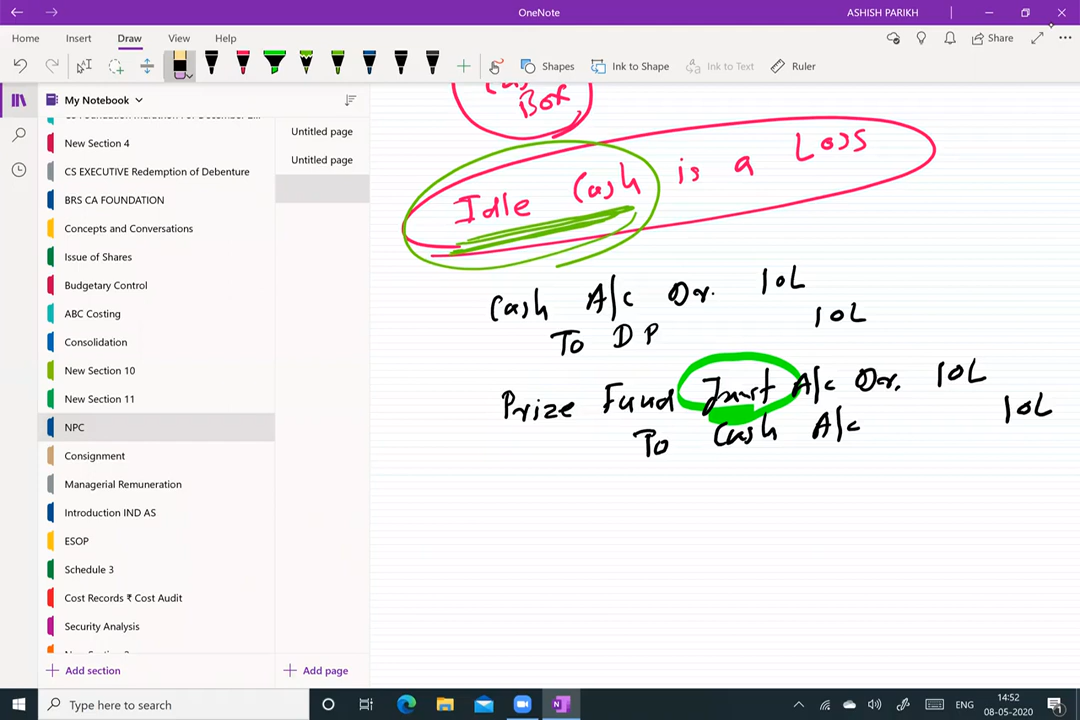 OneNote
ASHISH PARIKH
Home Insert Draw View Help
Share
Shapes Ink to Shape Ink to Text Ruler
My Notebook
New Section 4
CS EXECUTIVE Redemption of Debenture
BRS CA FOUNDATION
Concepts and Conversations
Issue of Shares
Budgetary Control
ABC Costing
Consolidation
New Section 10
New Section 11
NPC
Consignment
Managerial Remuneration
Introduction IND AS
ESOP
Schedule 3
Cost Records ₹ Cost Audit
Security Analysis
Add section
Untitled page
Untitled page
Add page
Box
Idle Cash is a Loss
Cash A/c Dr. 10L
To DP 10L
Prize Fund Invt A/c Dr. 10L
To Cash A/c 10L
Type here to search
ENG
14:52
08-05-2020
1